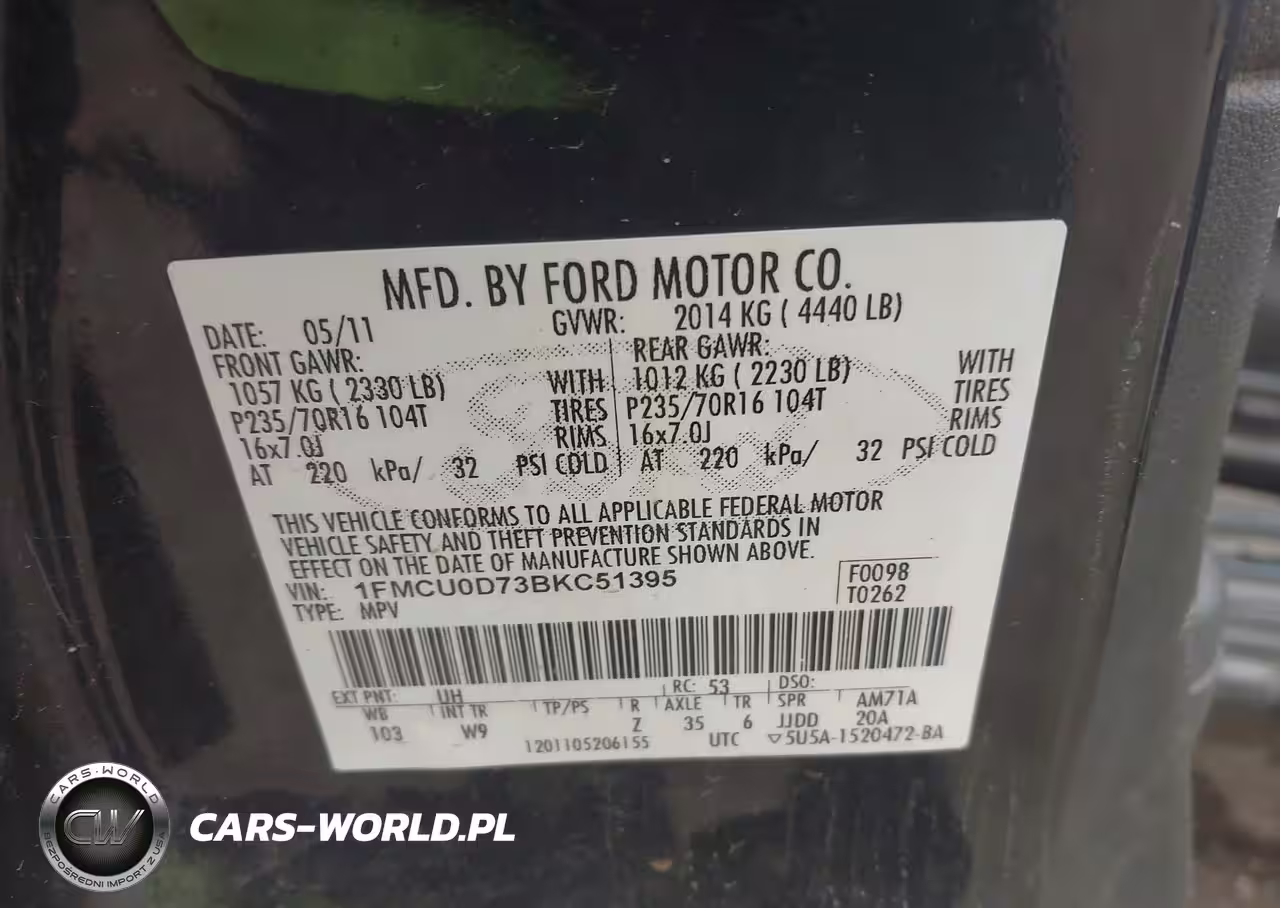 MFD. BY FORD MOTOR CO.
DATE: 05/11 GVWR: 2014 KG ( 4440 LB)
FRONT GAWR: REAR GAWR:
1057 KG ( 2330 LB) WITH 1012 KG ( 2230 LB) WITH
P235/70R16 104T TIRES P235/70R16 104T TIRES
16x7.0J RIMS 16x7.0J RIMS
AT 220 kPa/ 32 PSI COLD AT 220 kPa/ 32 PSI COLD
THIS VEHICLE CONFORMS TO ALL APPLICABLE FEDERAL MOTOR
VEHICLE SAFETY AND THEFT PREVENTION STANDARDS IN
EFFECT ON THE DATE OF MANUFACTURE SHOWN ABOVE.
VIN: 1FMCU0D73BKC51395 F0098
TYPE: MPV T0262
EXT PNT: UH RC: 53 DSO:
WB INT TR TP/PS R AXLE TR SPR AM71A
103 W9 Z 35 6 JJDD 20A
1201105206155 UTC ▽5U5A-1520472-BA
CARS-WORLD
CW
BEZPOŚREDNI IMPORT Z USA
CARS-WORLD.PL